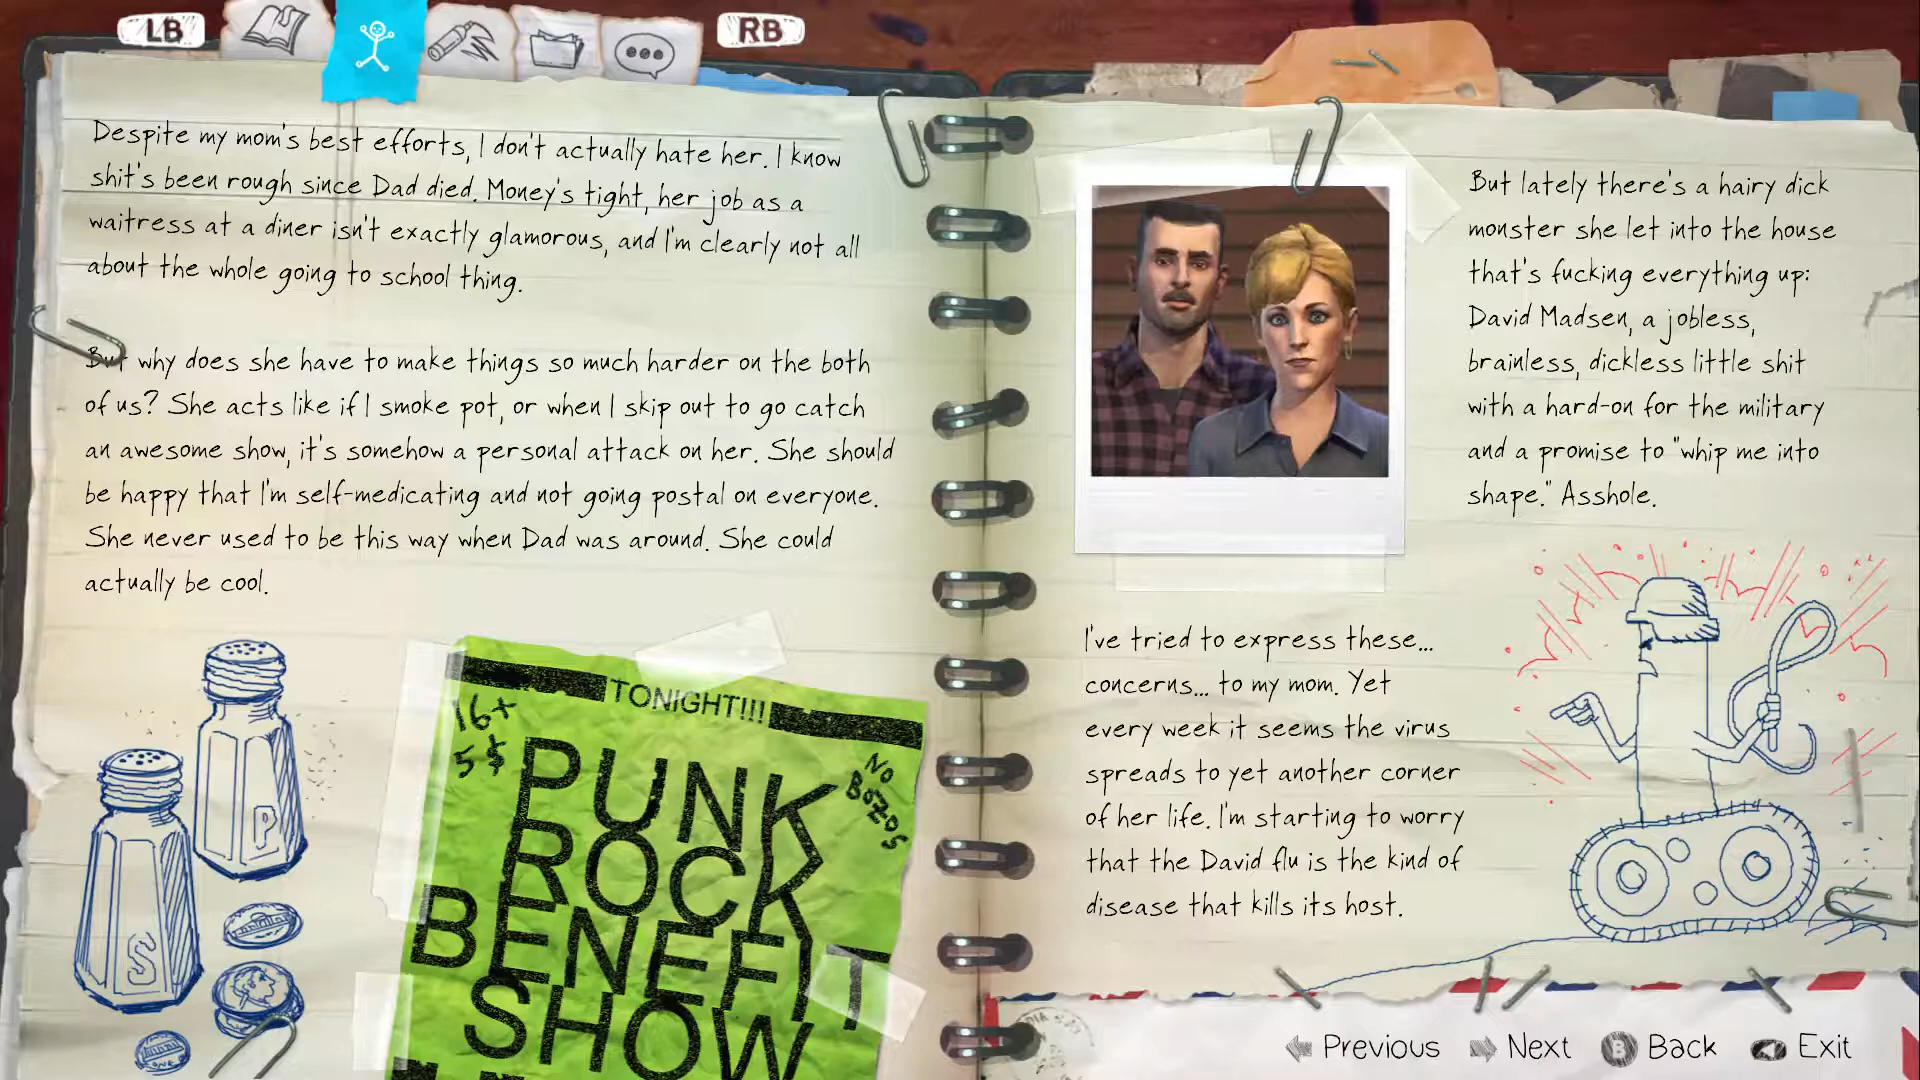 LB
RB
Despite my mom's best efforts, I don't actually hate her. I know
shit's been rough since Dad died. Money's tight, her job as a
waitress at a diner isn't exactly glamorous, and I'm clearly not all
about the whole going to school thing.
But why does she have to make things so much harder on the both
of us? She acts like if I smoke pot, or when I skip out to go catch
an awesome show, it's somehow a personal attack on her. She should
be happy that I'm self-medicating and not going postal on everyone.
She never used to be this way when Dad was around. She could
actually be cool.
P
S
TONIGHT!!!
16+
5$
NO
BOZOS
PUNK
ROCK
BENEFIT
SHOW
But lately there's a hairy dick
monster she let into the house
that's fucking everything up:
David Madsen, a jobless,
brainless, dickless little shit
with a hard-on for the military
and a promise to "whip me into
shape." Asshole.
I've tried to express these...
concerns... to my mom. Yet
every week it seems the virus
spreads to yet another corner
of her life. I'm starting to worry
that the David flu is the kind of
disease that kills its host.
Previous
Next
B Back
Exit